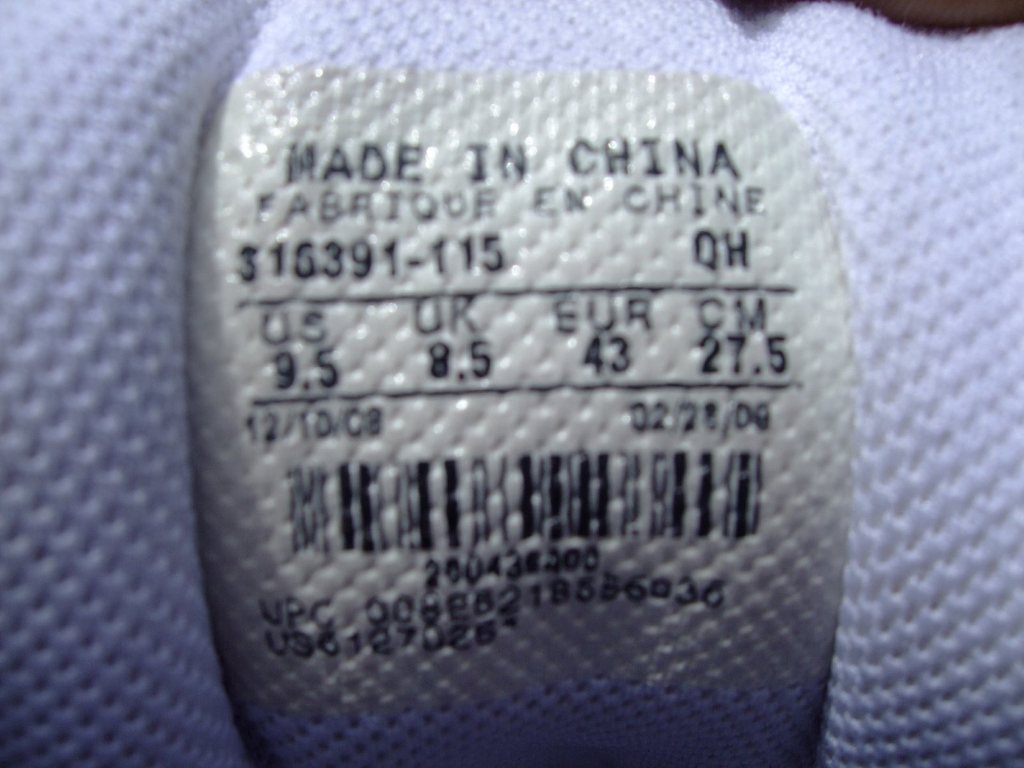 MADE IN CHINA
FABRIQUE EN CHINE
316391-115 QH
US UK EUR CM
9.5 8.5 43 27.5
12/10/08 02/28/09
UPC